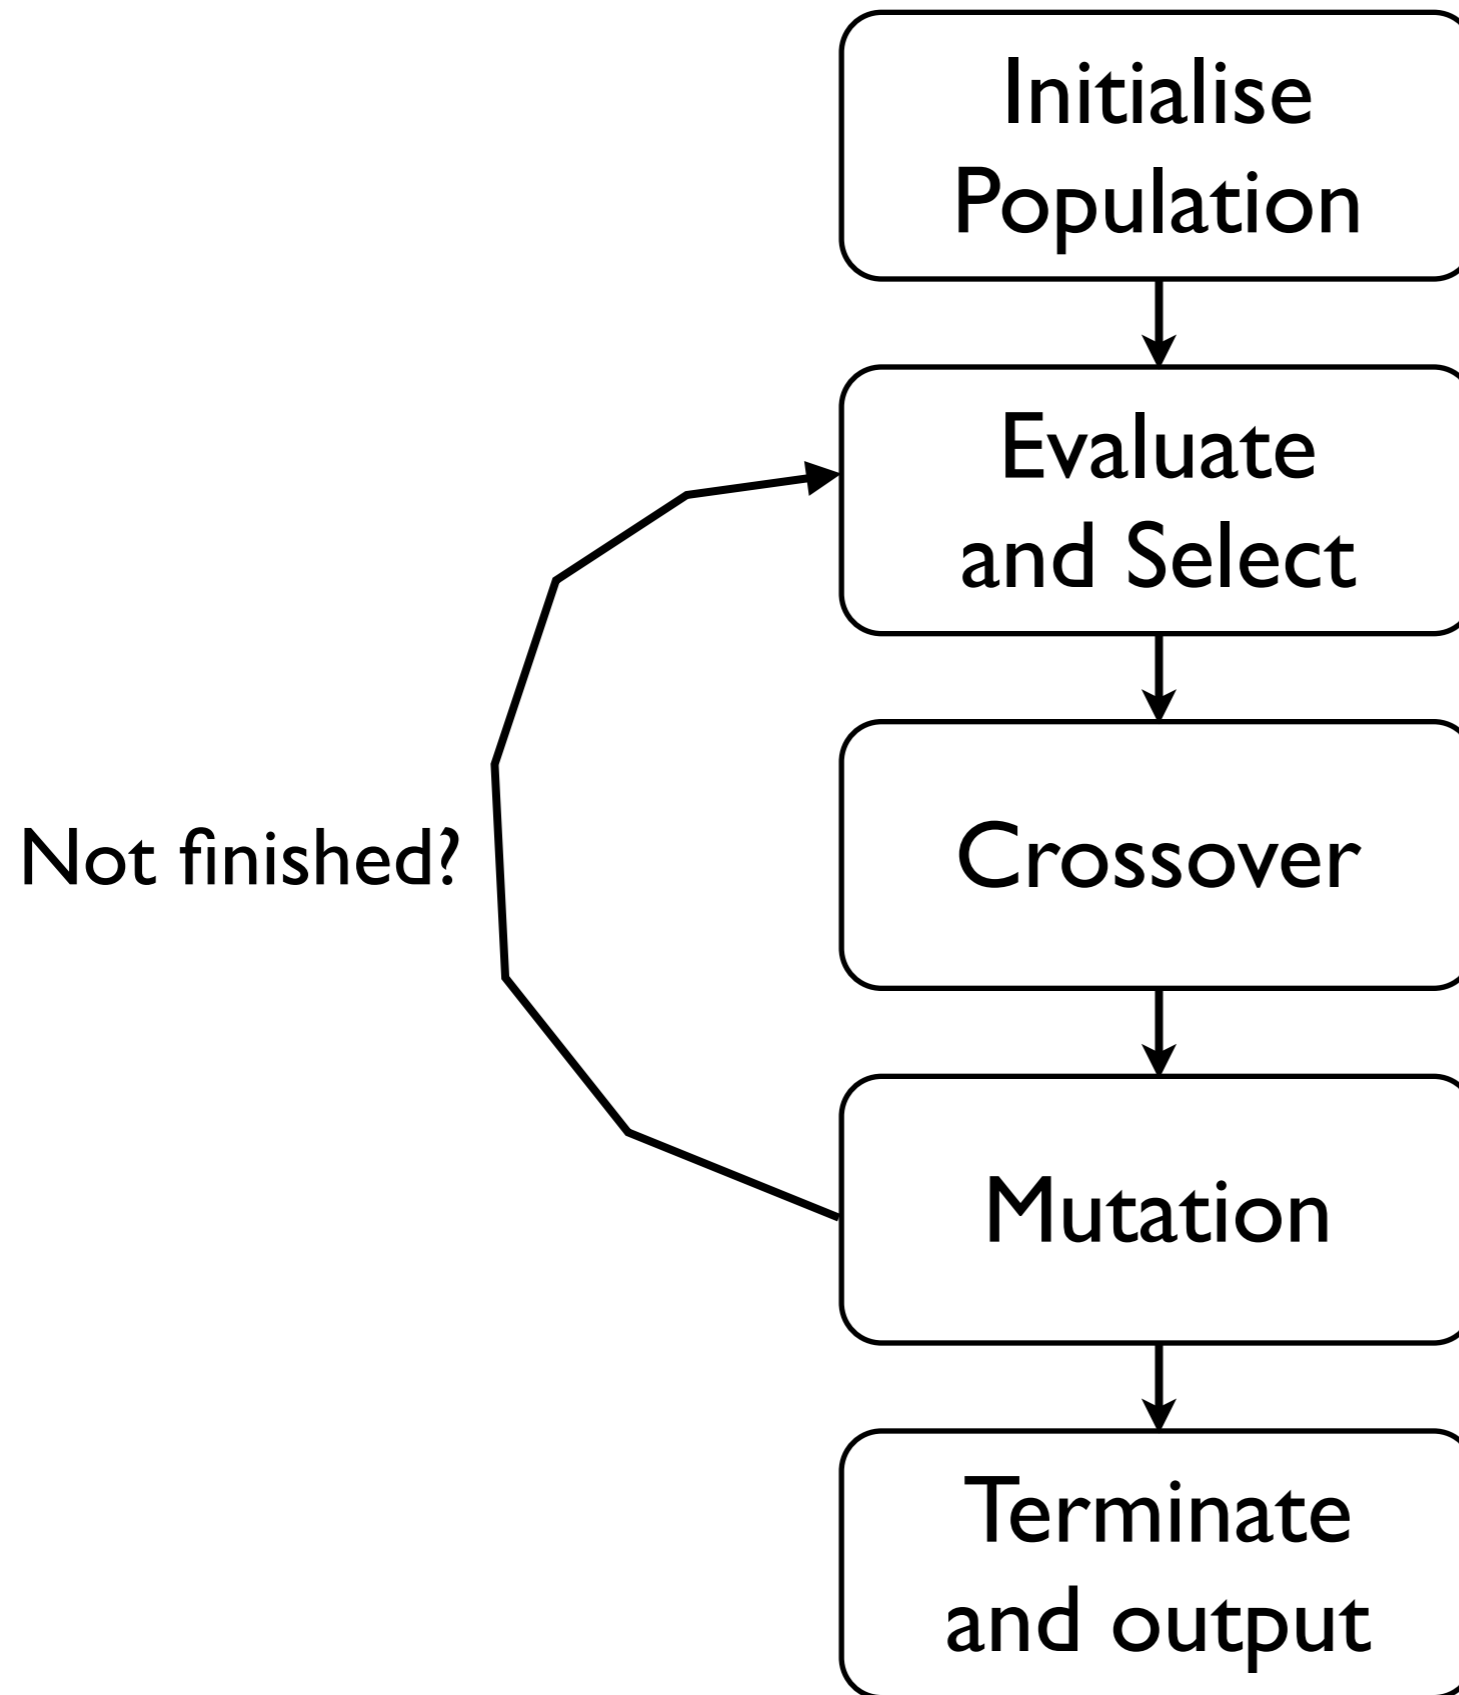 Initialise
Population
Evaluate
and Select
Not finished?
Crossover
Mutation
Terminate
and output